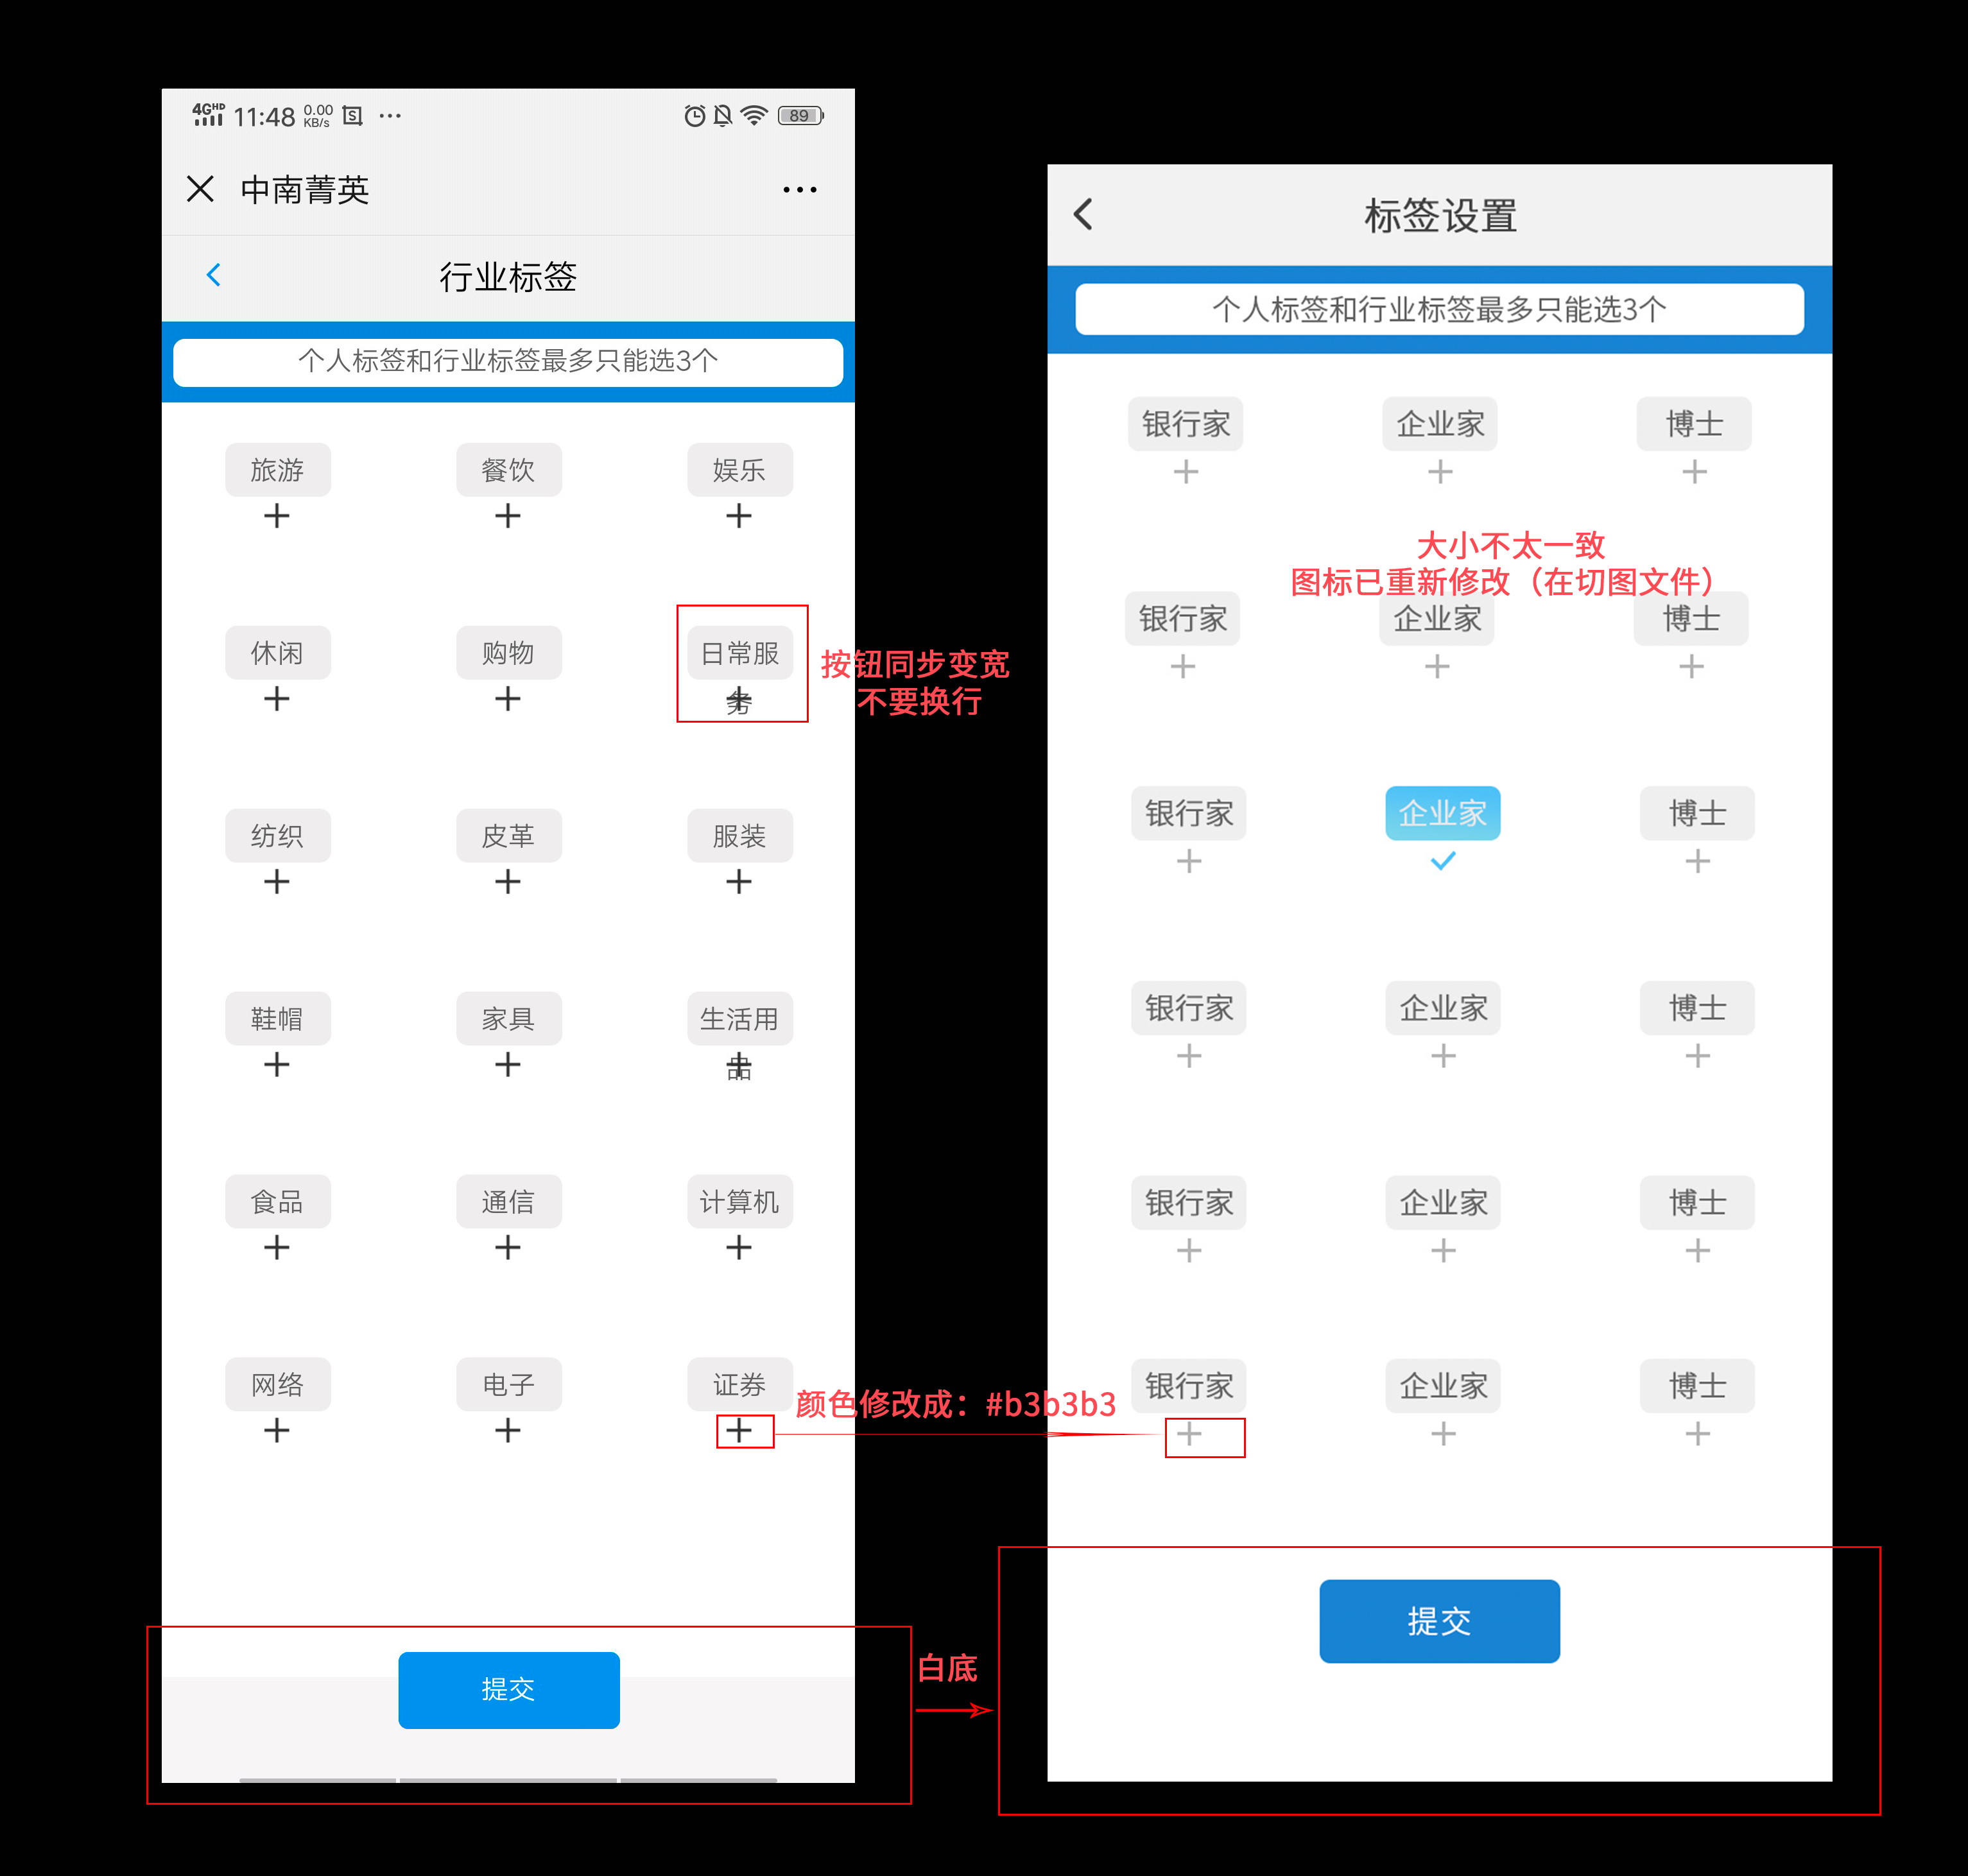 4GHD 11:48 0.00 KB/s ··· 89
中南菁英 ···
行业标签
个人标签和行业标签最多只能选3个
旅游 餐饮 娱乐
休闲 购物 日常服
务
纺织 皮革 服装
鞋帽 家具 生活用
品
食品 通信 计算机
网络 电子 证券
提交
按钮同步变宽
不要换行
颜色修改成：#b3b3b3
白底
标签设置
个人标签和行业标签最多只能选3个
银行家 企业家 博士
大小不太一致
图标已重新修改（在切图文件）
银行家 企业家 博士
银行家 企业家 博士
银行家 企业家 博士
银行家 企业家 博士
银行家 企业家 博士
提交